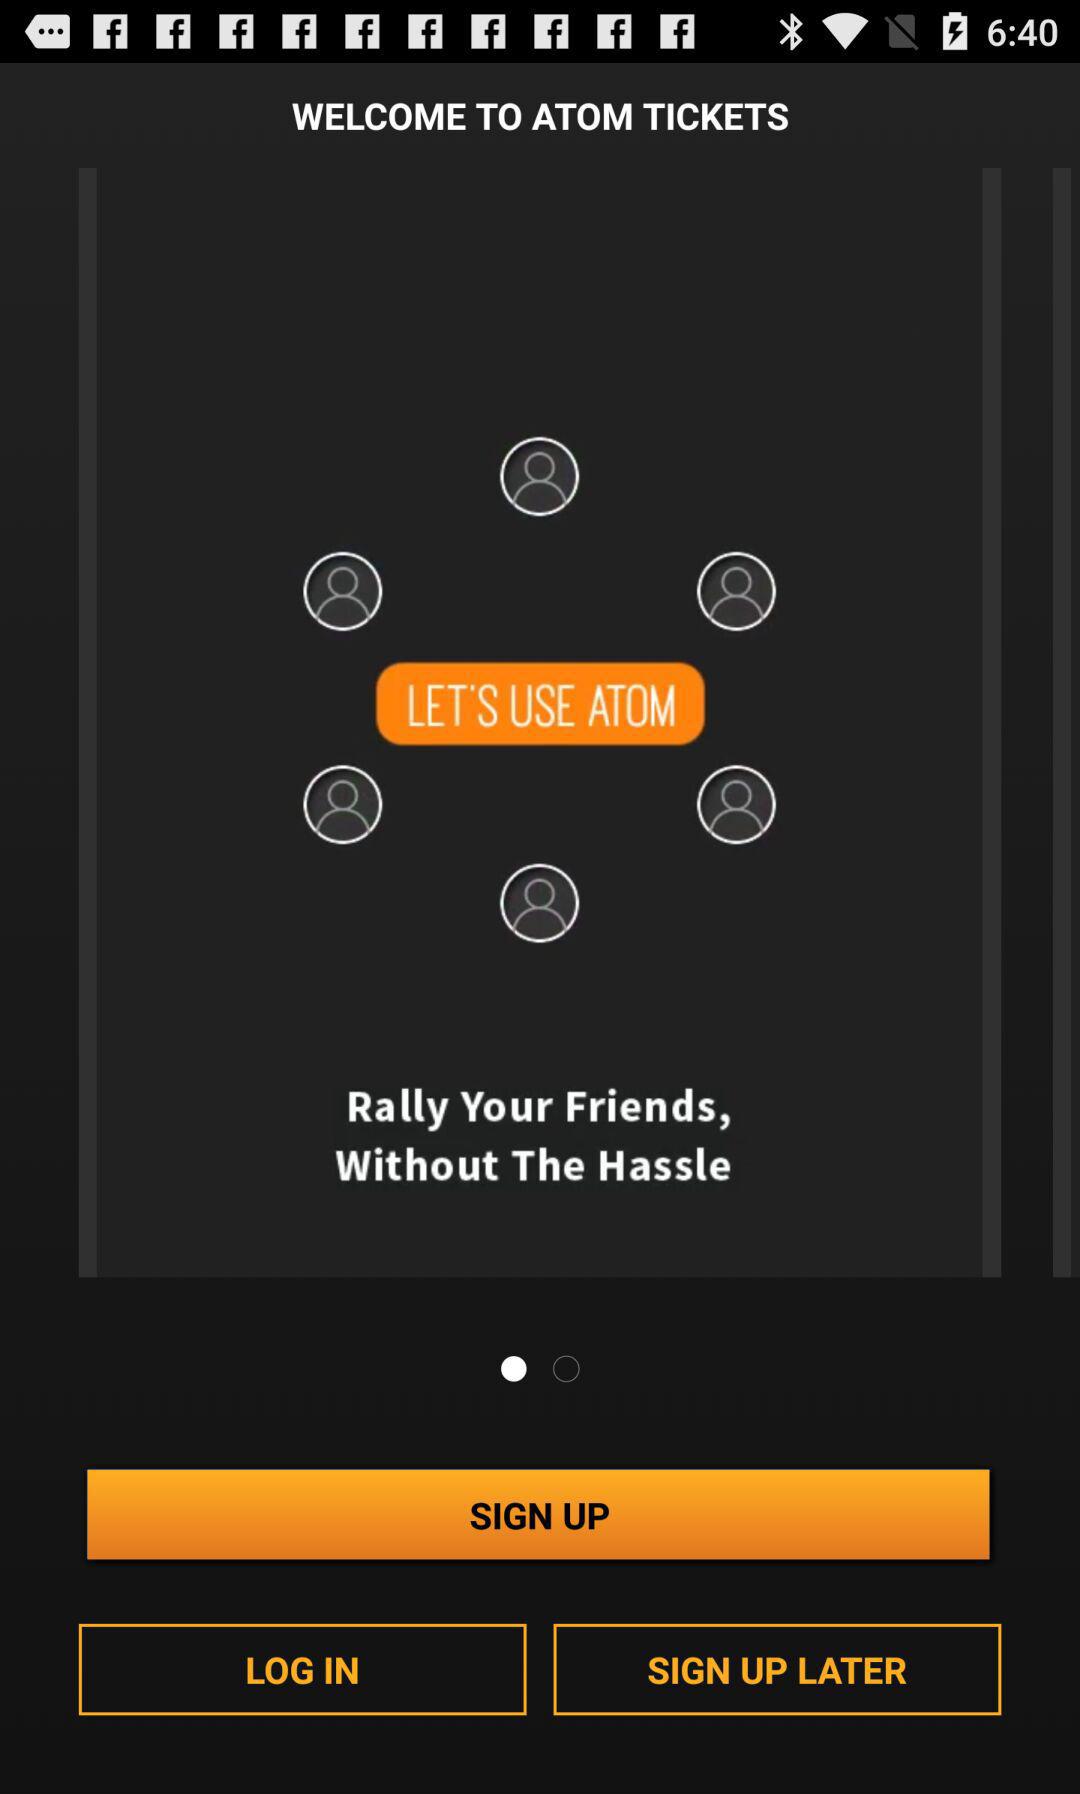 6:40
WELCOME TO ATOM TICKETS
LET'S USE ATOM
Rally Your Friends,
Without The Hassle
SIGN UP
LOG IN
SIGN UP LATER